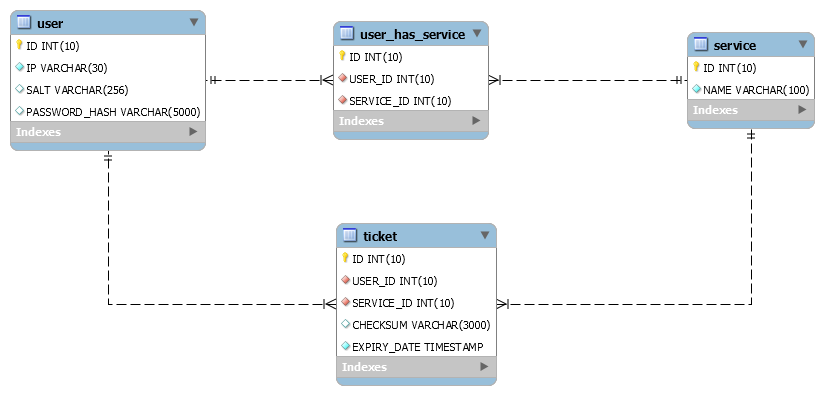 user
ID INT(10)
IP VARCHAR(30)
SALT VARCHAR(256)
PASSWORD_HASH VARCHAR(5000)
Indexes
user_has_service
ID INT(10)
USER_ID INT(10)
SERVICE_ID INT(10)
Indexes
service
ID INT(10)
NAME VARCHAR(100)
Indexes
ticket
ID INT(10)
USER_ID INT(10)
SERVICE_ID INT(10)
CHECKSUM VARCHAR(3000)
EXPIRY_DATE TIMESTAMP
Indexes